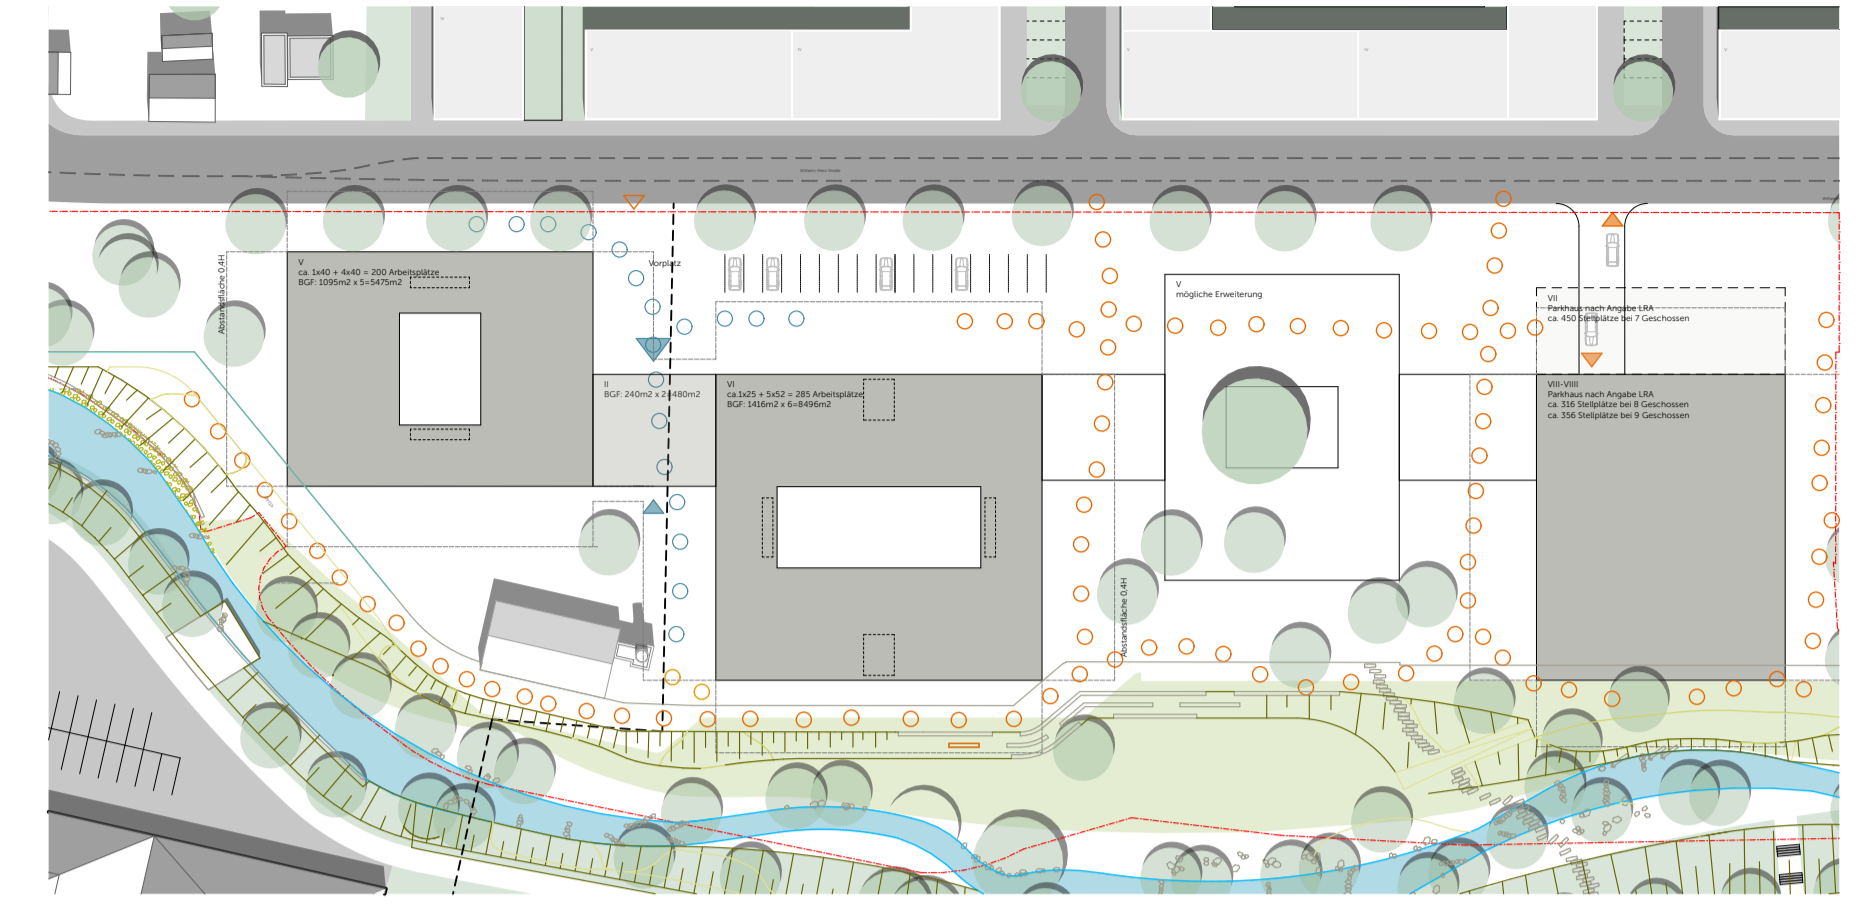 Wilhelm-Merz-Straße
Vorplatz
Abstandsfläche 0,4H
V
ca. 1x40 + 4x40 = 200 Arbeitsplätze
BGF: 1095m2 x 5=5475m2
II
BGF: 240m2 x 2=480m2
VI
ca.1x25 + 5x52 = 285 Arbeitsplätze
BGF: 1416m2 x 6=8496m2
V
mögliche Erweiterung
VII
Parkhaus nach Angabe LRA
ca. 450 Stellplätze bei 7 Geschossen
VIII-VIIII
Parkhaus nach Angabe LRA
ca. 316 Stellplätze bei 8 Geschossen
ca. 356 Stellplätze bei 9 Geschossen
Abstandsfläche 0,4H